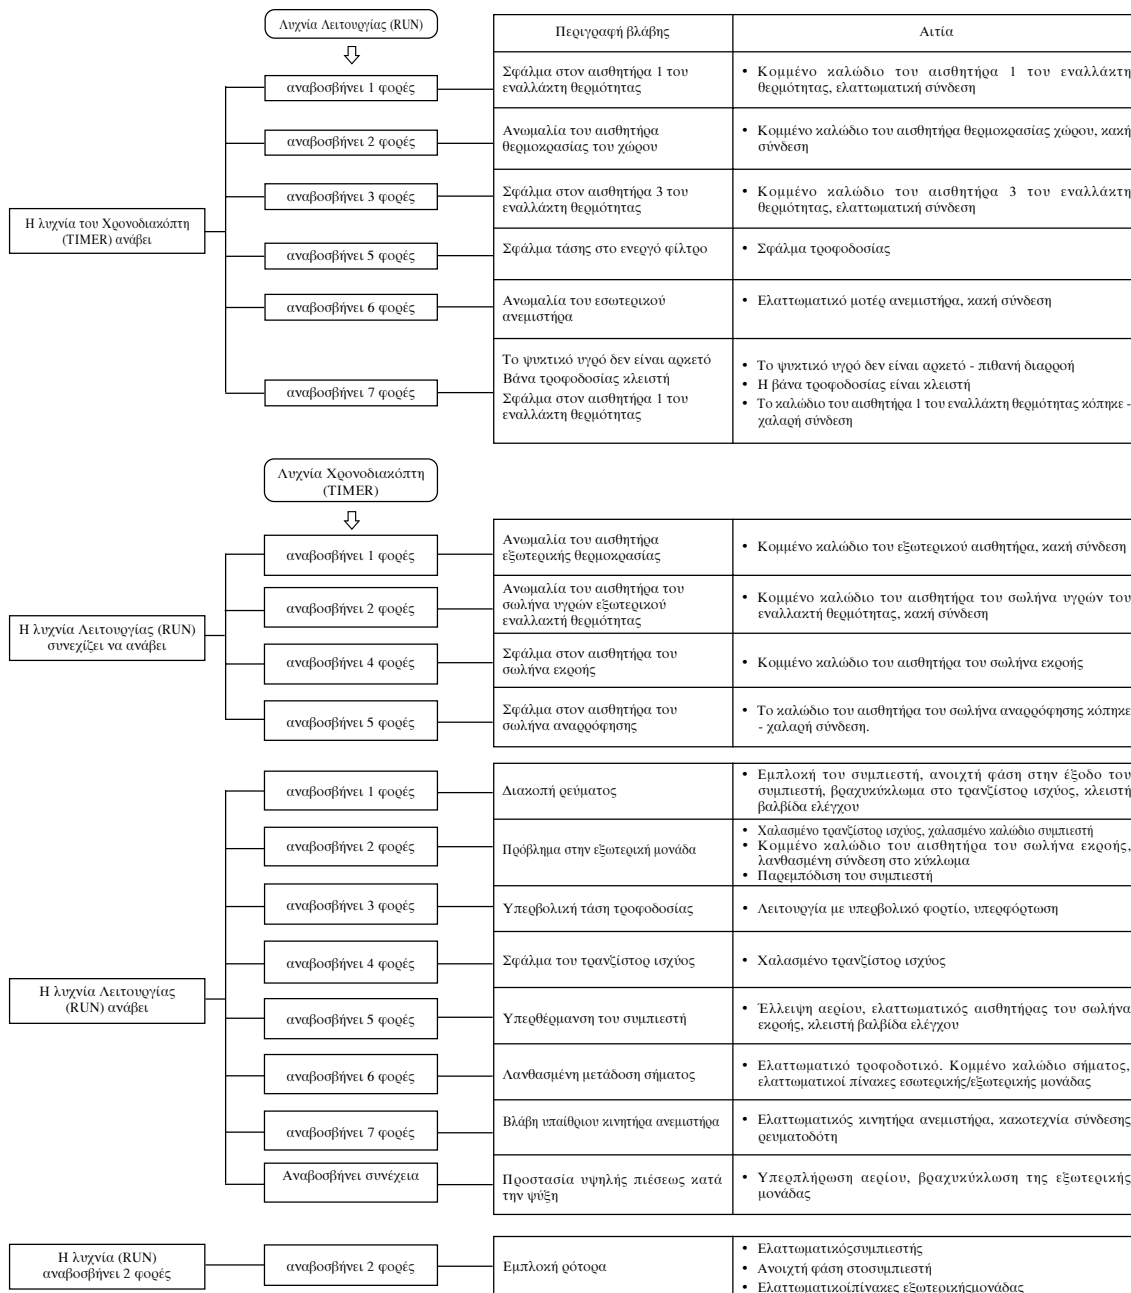 Λυχνία Λειτουργίας (RUN)
Περιγραφή βλάβης
Αιτία
Η λυχνία του Χρονοδιακόπτη
(TIMER) ανάβει
αναβοσβήνει 1 φορές
Σφάλμα στον αισθητήρα 1 του
εναλλάκτη θερμότητας
• Κομμένο καλώδιο του αισθητήρα 1 του εναλλάκτη
θερμότητας, ελαττωματική σύνδεση
αναβοσβήνει 2 φορές
Ανωμαλία του αισθητήρα
θερμοκρασίας του χώρου
• Κομμένο καλώδιο του αισθητήρα θερμοκρασίας χώρου, κακή
σύνδεση
αναβοσβήνει 3 φορές
Σφάλμα στον αισθητήρα 3 του
εναλλάκτη θερμότητας
• Κομμένο καλώδιο του αισθητήρα 3 του εναλλάκτη
θερμότητας, ελαττωματική σύνδεση
αναβοσβήνει 5 φορές
Σφάλμα τάσης στο ενεργό φίλτρο
• Σφάλμα τροφοδοσίας
αναβοσβήνει 6 φορές
Ανωμαλία του εσωτερικού
ανεμιστήρα
• Ελαττωματικό μοτέρ ανεμιστήρα, κακή σύνδεση
αναβοσβήνει 7 φορές
Το ψυκτικό υγρό δεν είναι αρκετό
Βάνα τροφοδοσίας κλειστή
Σφάλμα στον αισθητήρα 1 του
εναλλάκτη θερμότητας
• Το ψυκτικό υγρό δεν είναι αρκετό - πιθανή διαρροή
• Η βάνα τροφοδοσίας είναι κλειστή
• Το καλώδιο του αισθητήρα 1 του εναλλάκτη θερμότητας κόπηκε -
χαλαρή σύνδεση
Λυχνία Χρονοδιακόπτη
(TIMER)
Η λυχνία Λειτουργίας (RUN)
συνεχίζει να ανάβει
αναβοσβήνει 1 φορές
Ανωμαλία του αισθητήρα
εξωτερικής θερμοκρασίας
• Κομμένο καλώδιο του εξωτερικού αισθητήρα, κακή σύνδεση
αναβοσβήνει 2 φορές
Ανωμαλία του αισθητήρα του
σωλήνα υγρών εξωτερικού
εναλλακτή θερμότητας
• Κομμένο καλώδιο του αισθητήρα του σωλήνα υγρών του
εναλλακτή θερμότητας, κακή σύνδεση
αναβοσβήνει 4 φορές
Σφάλμα στον αισθητήρα του
σωλήνα εκροής
• Κομμένο καλώδιο του αισθητήρα του σωλήνα εκροής
αναβοσβήνει 5 φορές
Σφάλμα στον αισθητήρα του
σωλήνα αναρρόφησης
• Το καλώδιο του αισθητήρα του σωλήνα αναρρόφησης κόπηκε
- χαλαρή σύνδεση.
Η λυχνία Λειτουργίας
(RUN) ανάβει
αναβοσβήνει 1 φορές
Διακοπή ρεύματος
• Εμπλοκή του συμπιεστή, ανοιχτή φάση στην έξοδο του
συμπιεστή, βραχυκύκλωμα στο τρανζίστορ ισχύος, κλειστή
βαλβίδα ελέγχου
αναβοσβήνει 2 φορές
Πρόβλημα στην εξωτερική μονάδα
• Χαλασμένο τρανζίστορ ισχύος, χαλασμένο καλώδιο συμπιεστή
• Κομμένο καλώδιο του αισθητήρα του σωλήνα εκροής,
λανθασμένη σύνδεση στο κύκλωμα
• Παρεμπόδιση του συμπιεστή
αναβοσβήνει 3 φορές
Υπερβολική τάση τροφοδοσίας
• Λειτουργία με υπερβολικό φορτίο, υπερφόρτωση
αναβοσβήνει 4 φορές
Σφάλμα του τρανζίστορ ισχύος
• Χαλασμένο τρανζίστορ ισχύος
αναβοσβήνει 5 φορές
Υπερθέρμανση του συμπιεστή
• Έλλειψη αερίου, ελαττωματικός αισθητήρας του σωλήνα
εκροής, κλειστή βαλβίδα ελέγχου
αναβοσβήνει 6 φορές
Λανθασμένη μετάδοση σήματος
• Ελαττωματικό τροφοδοτικό. Κομμένο καλώδιο σήματος,
ελαττωματικοί πίνακες εσωτερικής/εξωτερικής μονάδας
αναβοσβήνει 7 φορές
Βλάβη υπαίθριου κινητήρα ανεμιστήρα
• Ελαττωματικός κινητήρα ανεμιστήρα, κακοτεχνία σύνδεσης
ρευματοδότη
Αναβοσβήνει συνέχεια
Προστασία υψηλής πιέσεως κατά
την ψύξη
• Υπερπλήρωση αερίου, βραχυκύκλωση της εξωτερικής
μονάδας
Η λυχνία (RUN)
αναβοσβήνει 2 φορές
αναβοσβήνει 2 φορές
Εμπλοκή ρότορα
• Ελαττωματικόςσυμπιεστής
• Ανοιχτή φάση στοσυμπιεστή
• Ελαττωματικοίπίνακες εξωτερικήςμονάδας